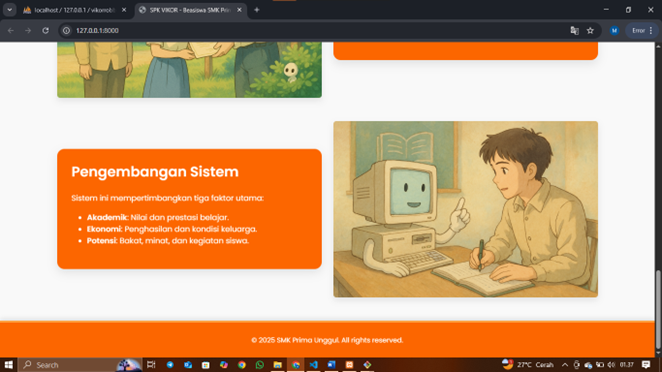 localhost / 127.0.0.1 / vikorrob
SPK VIKOR - Beasiswa SMK Prim
127.0.0.1:8000
M
Error
Pengembangan Sistem
Sistem ini mempertimbangkan tiga faktor utama:
Akademik: Nilai dan prestasi belajar.
Ekonomi: Penghasilan dan kondisi keluarga.
Potensi: Bakat, minat, dan kegiatan siswa.
© 2025 SMK Prima Unggul. All rights reserved.
Search
27°C Cerah
01.37